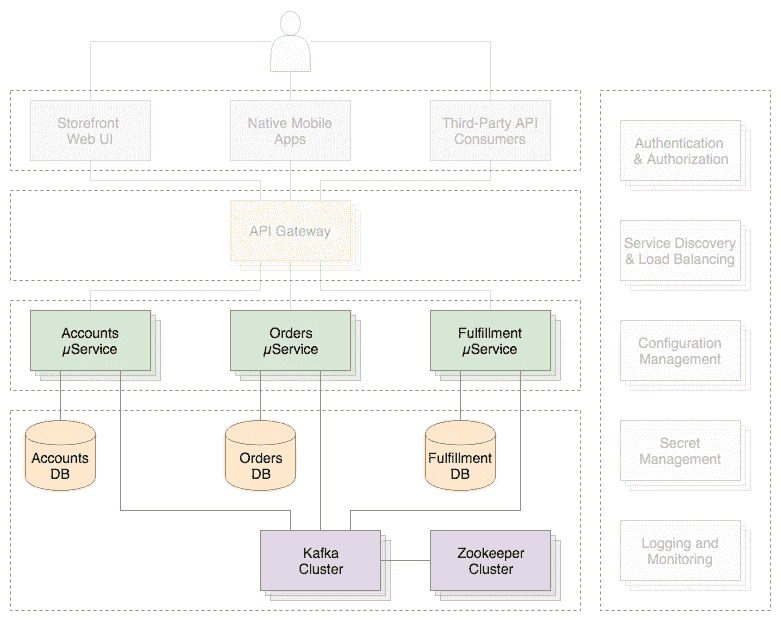 Storefront
Web UI
Native Mobile
Apps
Third-Party API
Consumers
API Gateway
Accounts
µService
Orders
µService
Fulfillment
µService
Accounts
DB
Orders
DB
Fulfillment
DB
Kafka
Cluster
Zookeeper
Cluster
Authentication
& Authorization
Service Discovery
& Load Balancing
Configuration
Management
Secret
Management
Logging and
Monitoring